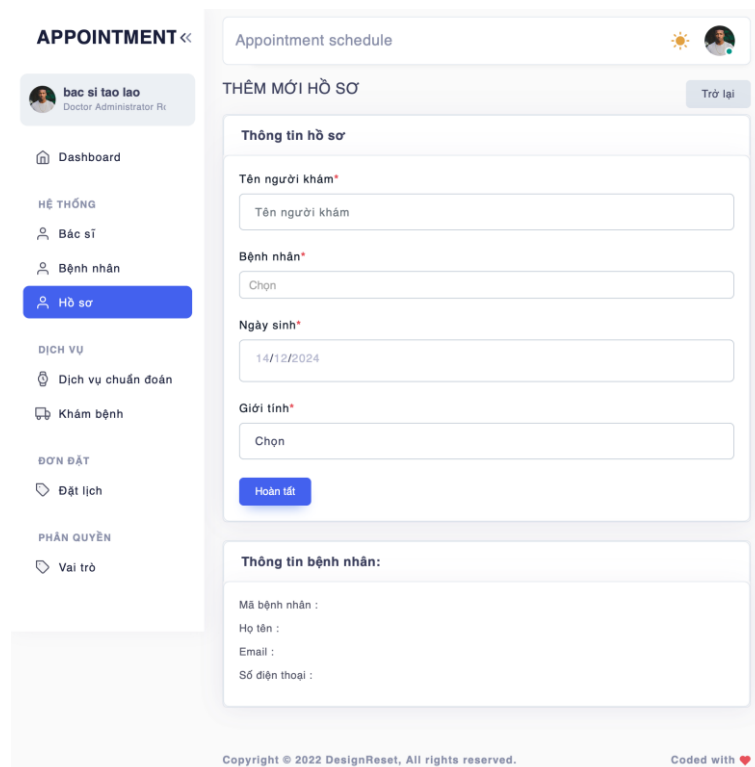 APPOINTMENT
bac si tao lao
Doctor Administrator
Dashboard
HỆ THỐNG
Bác sĩ
Bệnh nhân
Hồ sơ
DỊCH VỤ
Dịch vụ chuẩn đoán
Khám bệnh
ĐƠN ĐẶT
Đặt lịch
PHÂN QUYỀN
Vai trò
Appointment schedule
THÊM MỚI HỒ SƠ
Trở lại
Thông tin hồ sơ
Tên người khám*
Tên người khám
Bệnh nhân*
Chọn
Ngày sinh*
14/12/2024
Giới tính*
Chọn
Hoàn tất
Thông tin bệnh nhân:
Mã bệnh nhân :
Họ tên :
Email :
Số điện thoại :
Copyright © 2022 DesignReset, All rights reserved.
Coded with